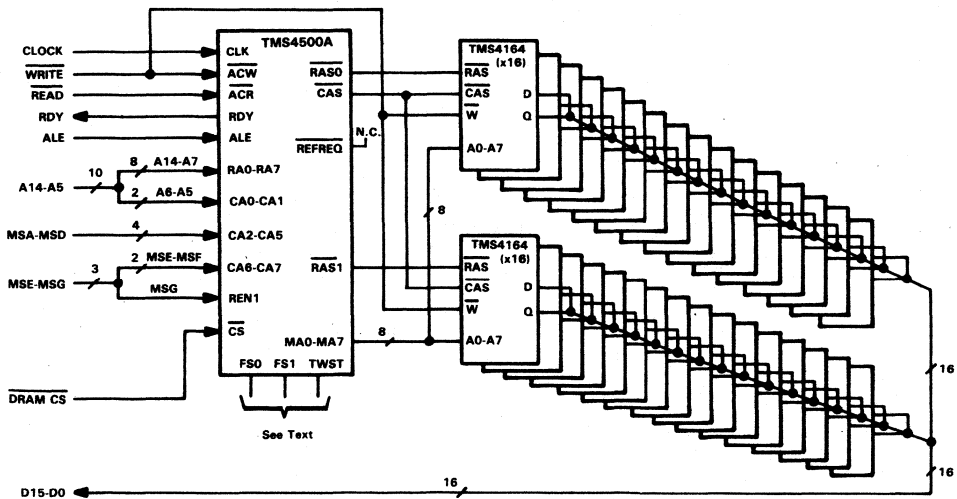 CLOCK
WRITE
READ
RDY
ALE
10
A14-A5
8 A14-A7
2 A6-A5
MSA-MSD
4
MSE-MSG
3
2 MSE-MSF
MSG
DRAM CS
TMS4500A
CLK
ACW
ACR
RDY
ALE
RA0-RA7
CA0-CA1
CA2-CA5
CA6-CA7
REN1
CS
RAS0
CAS
N.C.
REFREQ
RAS1
MA0-MA7
8
FS0 FS1 TWST
See Text
TMS4164
(x16)
RAS
CAS
W
A0-A7
D
Q
8
TMS4164
(x16)
RAS
CAS
W
A0-A7
D
Q
16
16
D15-D0
16